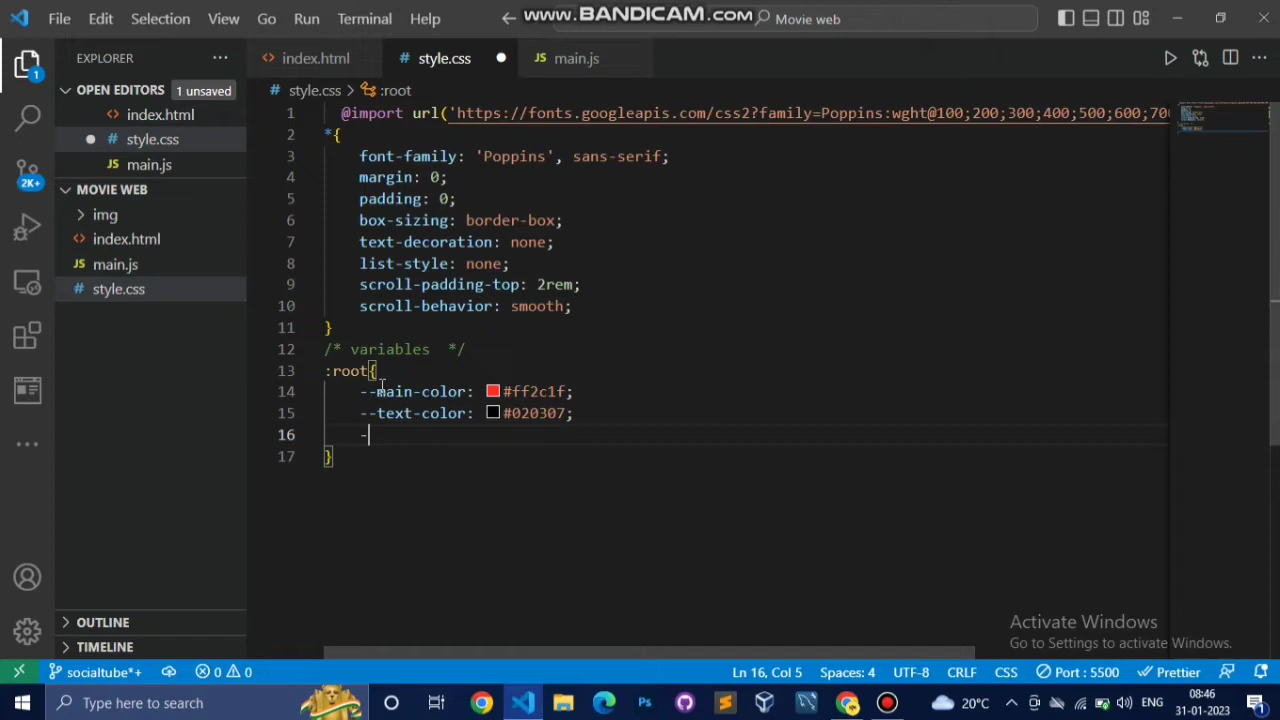 File Edit Selection View Go Run Terminal Help
www.BANDICAM.com
Movie web
EXPLORER
index.html
style.css
main.js
OPEN EDITORS 1 unsaved
index.html
style.css
main.js
MOVIE WEB
img
index.html
main.js
style.css
OUTLINE
TIMELINE
1
2K+
style.css > :root
1 @import url('https://fonts.googleapis.com/css2?family=Poppins:wght@100;200;300;400;500;600;70
2 *{
3 font-family: 'Poppins', sans-serif;
4 margin: 0;
5 padding: 0;
6 box-sizing: border-box;
7 text-decoration: none;
8 list-style: none;
9 scroll-padding-top: 2rem;
10 scroll-behavior: smooth;
11 }
12 /* variables */
13 :root{
14 --main-color: #ff2c1f;
15 --text-color: #020307;
16 -
17 }
Activate Windows
Go to Settings to activate Windows.
socialtube*+ 0 0 Ln 16, Col 5 Spaces: 4 UTF-8 CRLF CSS Port : 5500 Prettier
Type here to search
Ps
20°C
ENG
08:46
31-01-2023
1